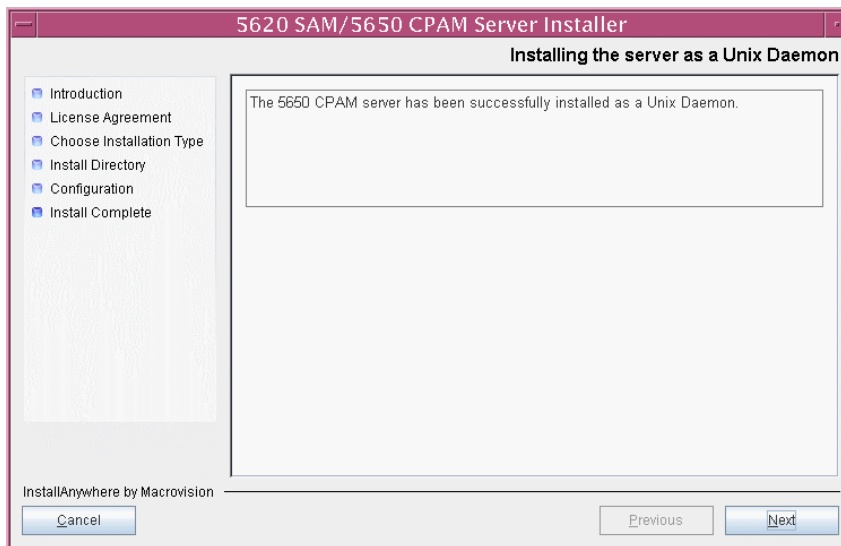 5620 SAM/5650 CPAM Server Installer
Installing the server as a Unix Daemon
Introduction
License Agreement
Choose Installation Type
Install Directory
Configuration
Install Complete
The 5650 CPAM server has been successfully installed as a Unix Daemon.
InstallAnywhere by Macrovision
Cancel
Previous
Next